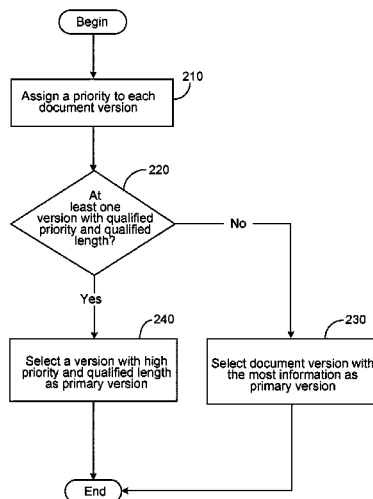 Begin
210
Assign a priority to each
document version
220
At
least one
version with qualified
priority and qualified
length?
No
Yes
240
230
Select a version with high
priority and qualified length
as primary version
Select document version with
the most information as
primary version
End